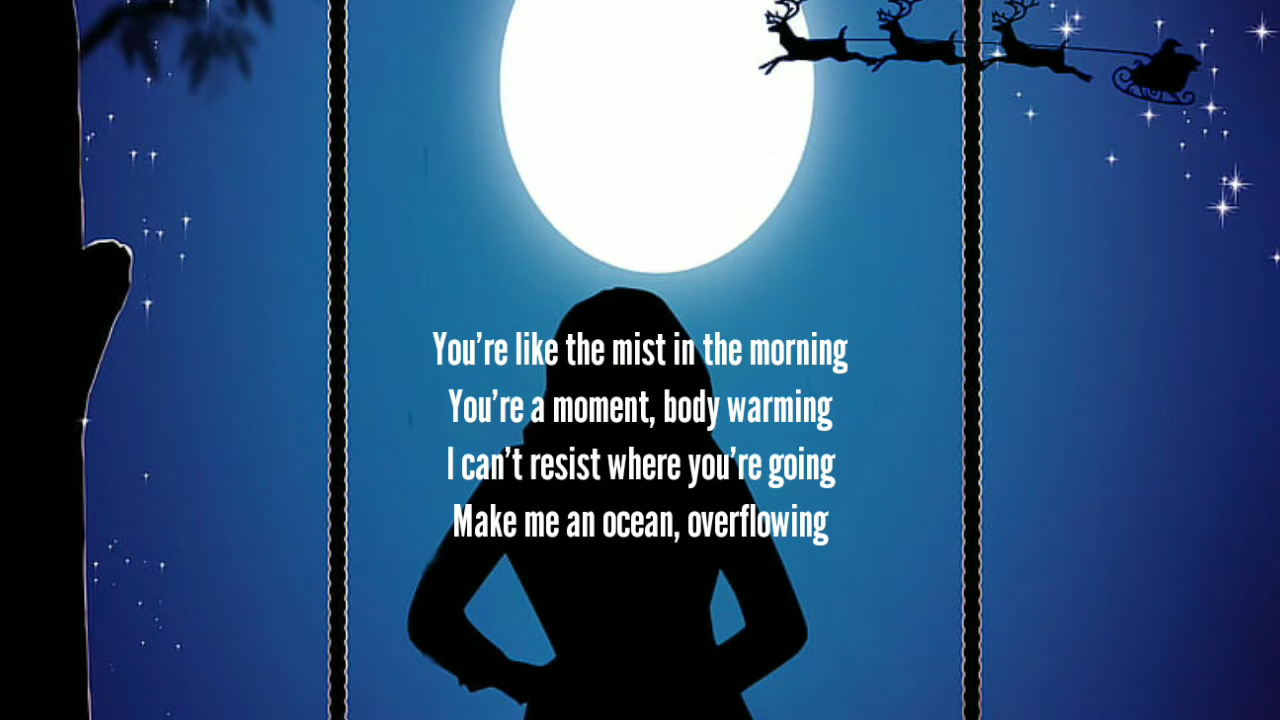 You’re like the mist in the morning
You’re a moment, body warming
I can’t resist where you’re going
Make me an ocean, overflowing